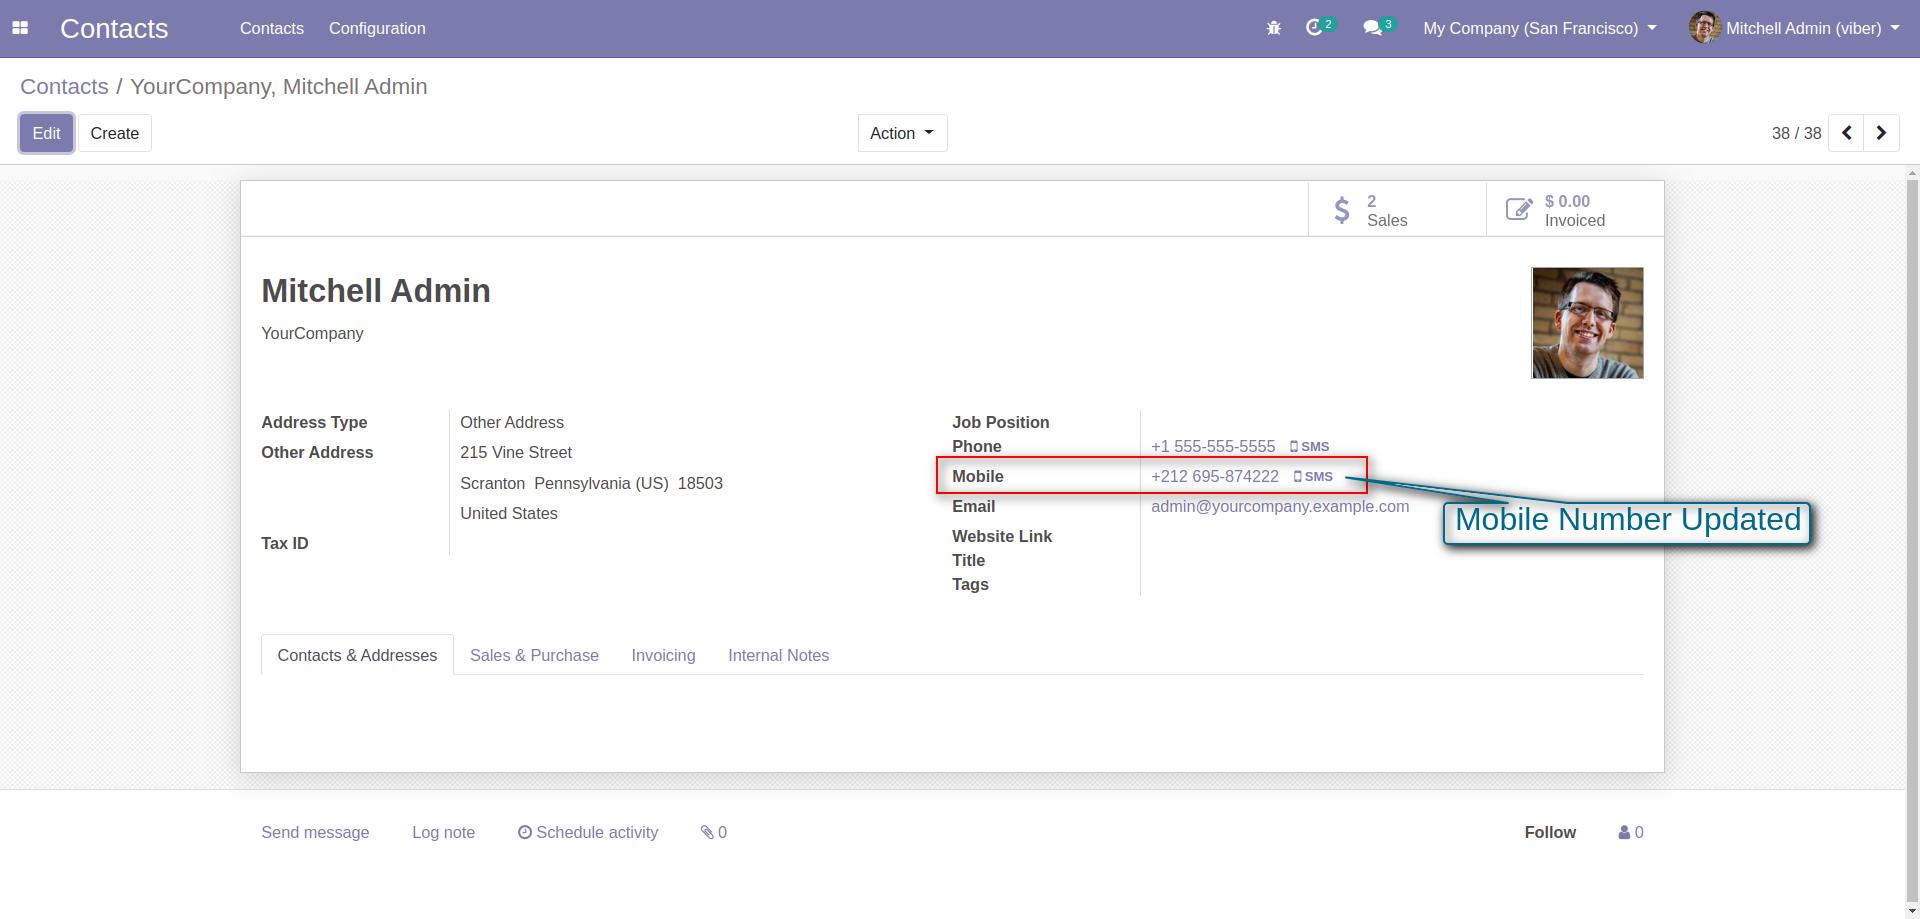 Contacts
Contacts
Configuration
2
3
My Company (San Francisco)
Mitchell Admin (viber)
Contacts / YourCompany, Mitchell Admin
Edit
Create
Action
38 / 38
2
Sales
$ 0.00
Invoiced
Mitchell Admin
YourCompany
Address Type
Other Address
Other Address
215 Vine Street
Scranton Pennsylvania (US) 18503
United States
Tax ID
Job Position
Phone
+1 555-555-5555 SMS
Mobile
+212 695-874222 SMS
Mobile Number Updated
Email
admin@yourcompany.example.com
Website Link
Title
Tags
Contacts & Addresses
Sales & Purchase
Invoicing
Internal Notes
Send message
Log note
Schedule activity
0
Follow
0